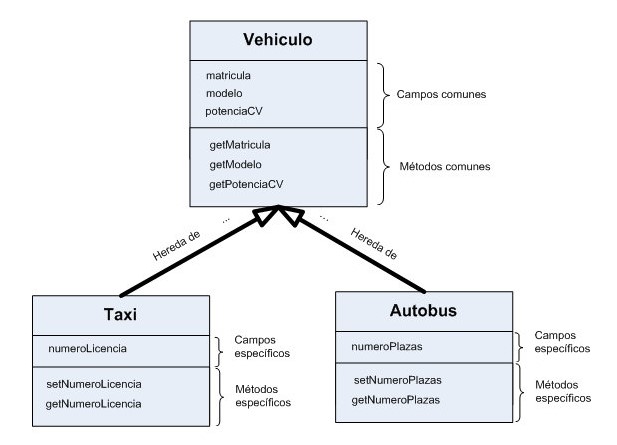 Vehiculo
matricula
modelo
potenciaCV
Campos comunes
getMatricula
getModelo
getPotenciaCV
Métodos comunes
Hereda de ...
... Hereda de
Taxi
numeroLicencia
Campos
específicos
setNumeroLicencia
getNumeroLicencia
Métodos
específicos
Autobus
numeroPlazas
Campos
específicos
setNumeroPlazas
getNumeroPlazas
Métodos
específicos